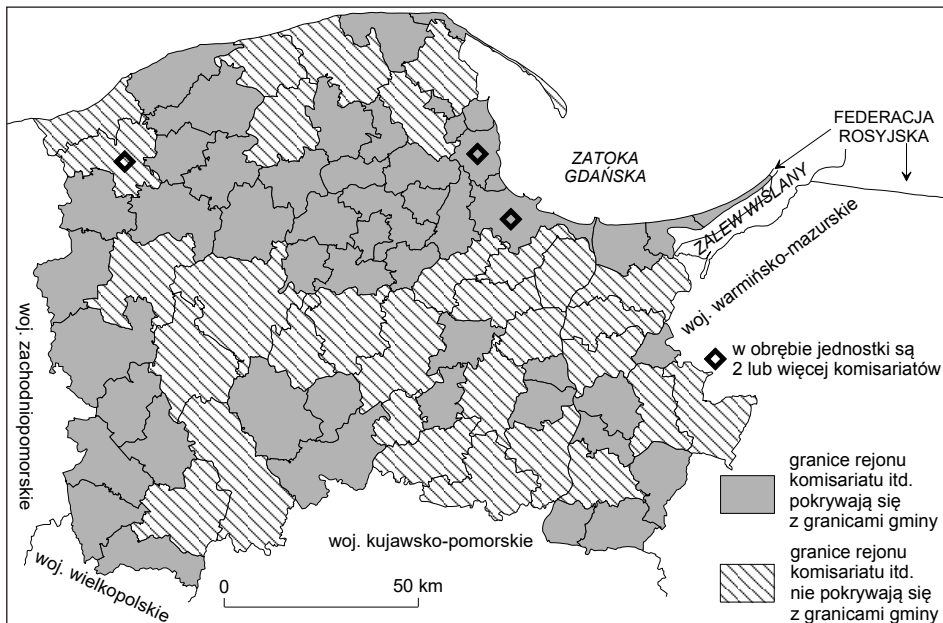 FEDERACJA
ROSYJSKA
ZATOKA
GDAŃSKA
ZALEW WIŚLANY
woj. warmińsko-mazurskie
woj. zachodniopomorskie
w obrębie jednostki są
2 lub więcej komisariatów
granice rejonu
komisariatu itd.
pokrywają się
z granicami gminy
woj. kujawsko-pomorskie
granice rejonu
komisariatu itd.
nie pokrywają się
z granicami gminy
woj. wielkopolskie
0
50 km